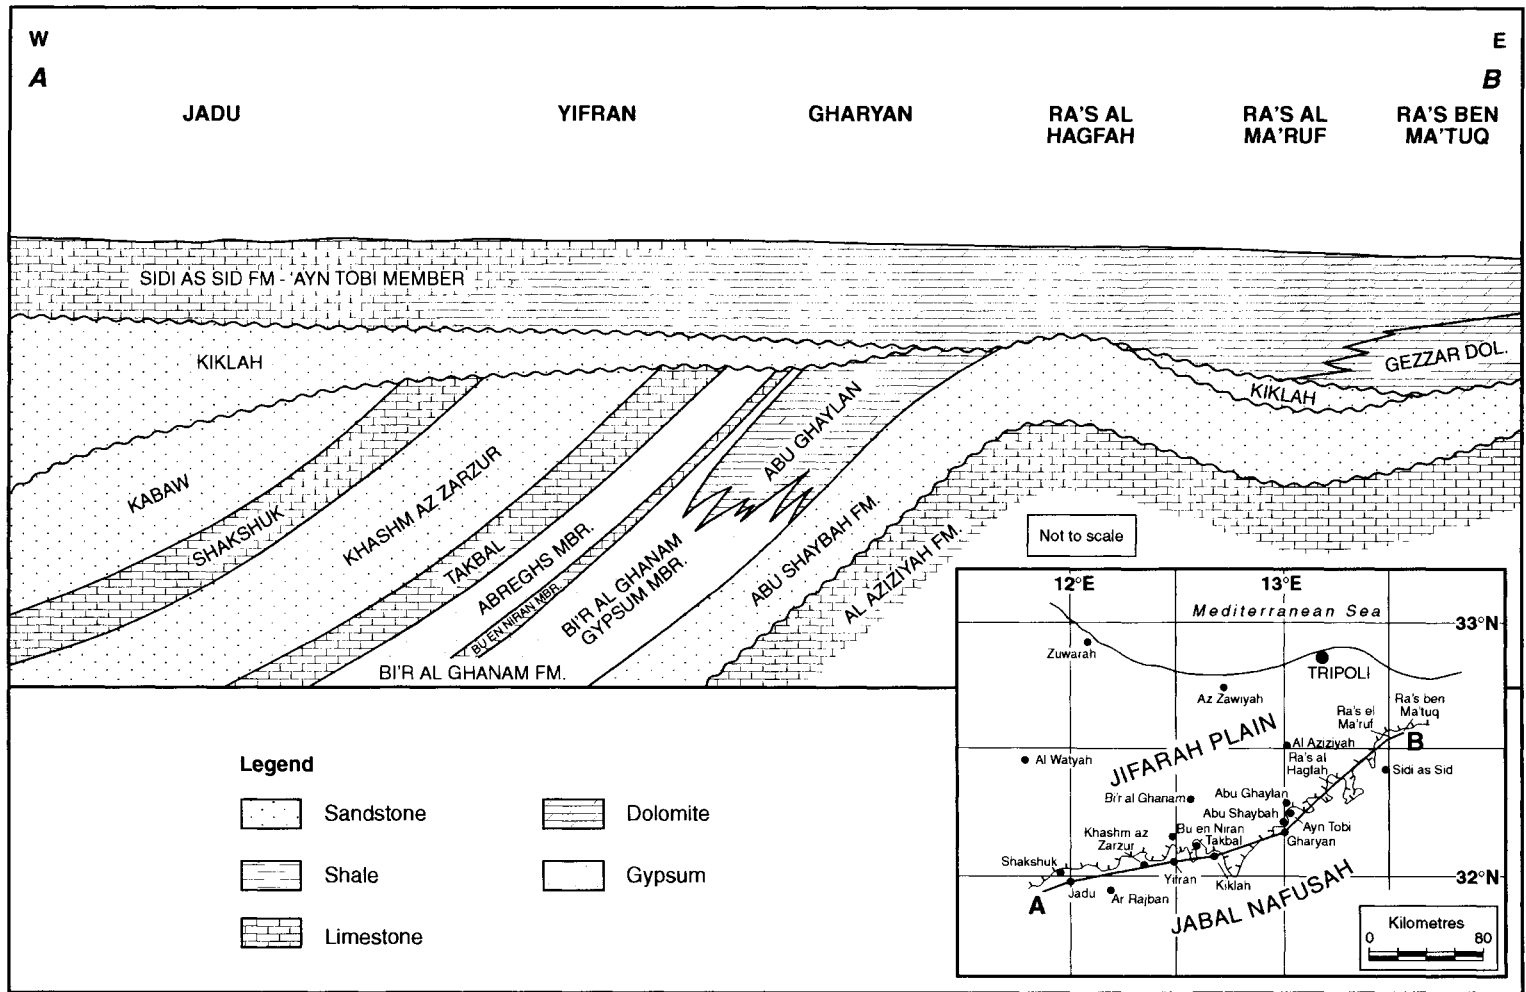 W
E
A
B
JADU
YIFRAN
GHARYAN
RA'S AL
HAGFAH
RA'S AL
MA'RUF
RA'S BEN
MA'TUQ
SIDI AS SID FM - 'AYN TOBI MEMBER
KIKLAH
GEZZAR DOL.
KIKLAH
KABAW
SHAKSHUK
KHASHM AZ ZARZUR
TAKBAL
ABREGHS MBR.
BU EN NIRAN MBR.
BI'R AL GHANAM
GYPSUM MBR.
BI'R AL GHANAM FM.
ABU GHAYLAN
ABU SHAYBAH FM.
AL AZIZIYAH FM.
Not to scale
12°E
13°E
Mediterranean Sea
33°N
Zuwarah
TRIPOLI
Az Zawiyah
Ra's ben
Ma'tuq
Ra's el
Ma'ruf
B
JIFARAH PLAIN
Al Watyah
Al Aziziyah
Ra's al
Hagfah
Sidi as Sid
Bi'r al Ghanam
Abu Ghaylan
Abu Shaybah
Ayn Tobi
Gharyan
Bu en Niran
Takbal
Khashm az
Zarzur
Shakshuk
Yifran
Kiklah
32°N
Jadu
Ar Rajban
A
JABAL NAFUSAH
Kilometres
0
80
Legend
Sandstone
Dolomite
Shale
Gypsum
Limestone